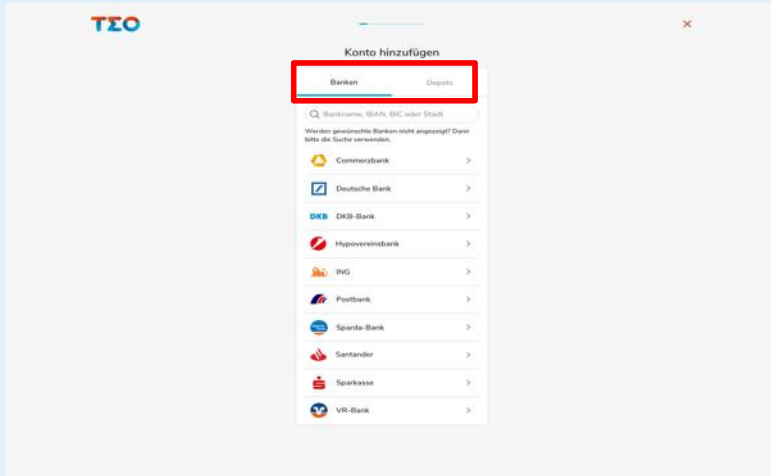 TEO
Konto hinzufügen
Banken Depots
Bankname, IBAN, BIC oder Stadt
Werden gewünschte Banken nicht angezeigt? Dann
bitte die Suche verwenden.
Commerzbank
Deutsche Bank
DKB DKB-Bank
Hypovereinsbank
ING
Postbank
Sparda-Bank
Santander
Sparkasse
VR-Bank